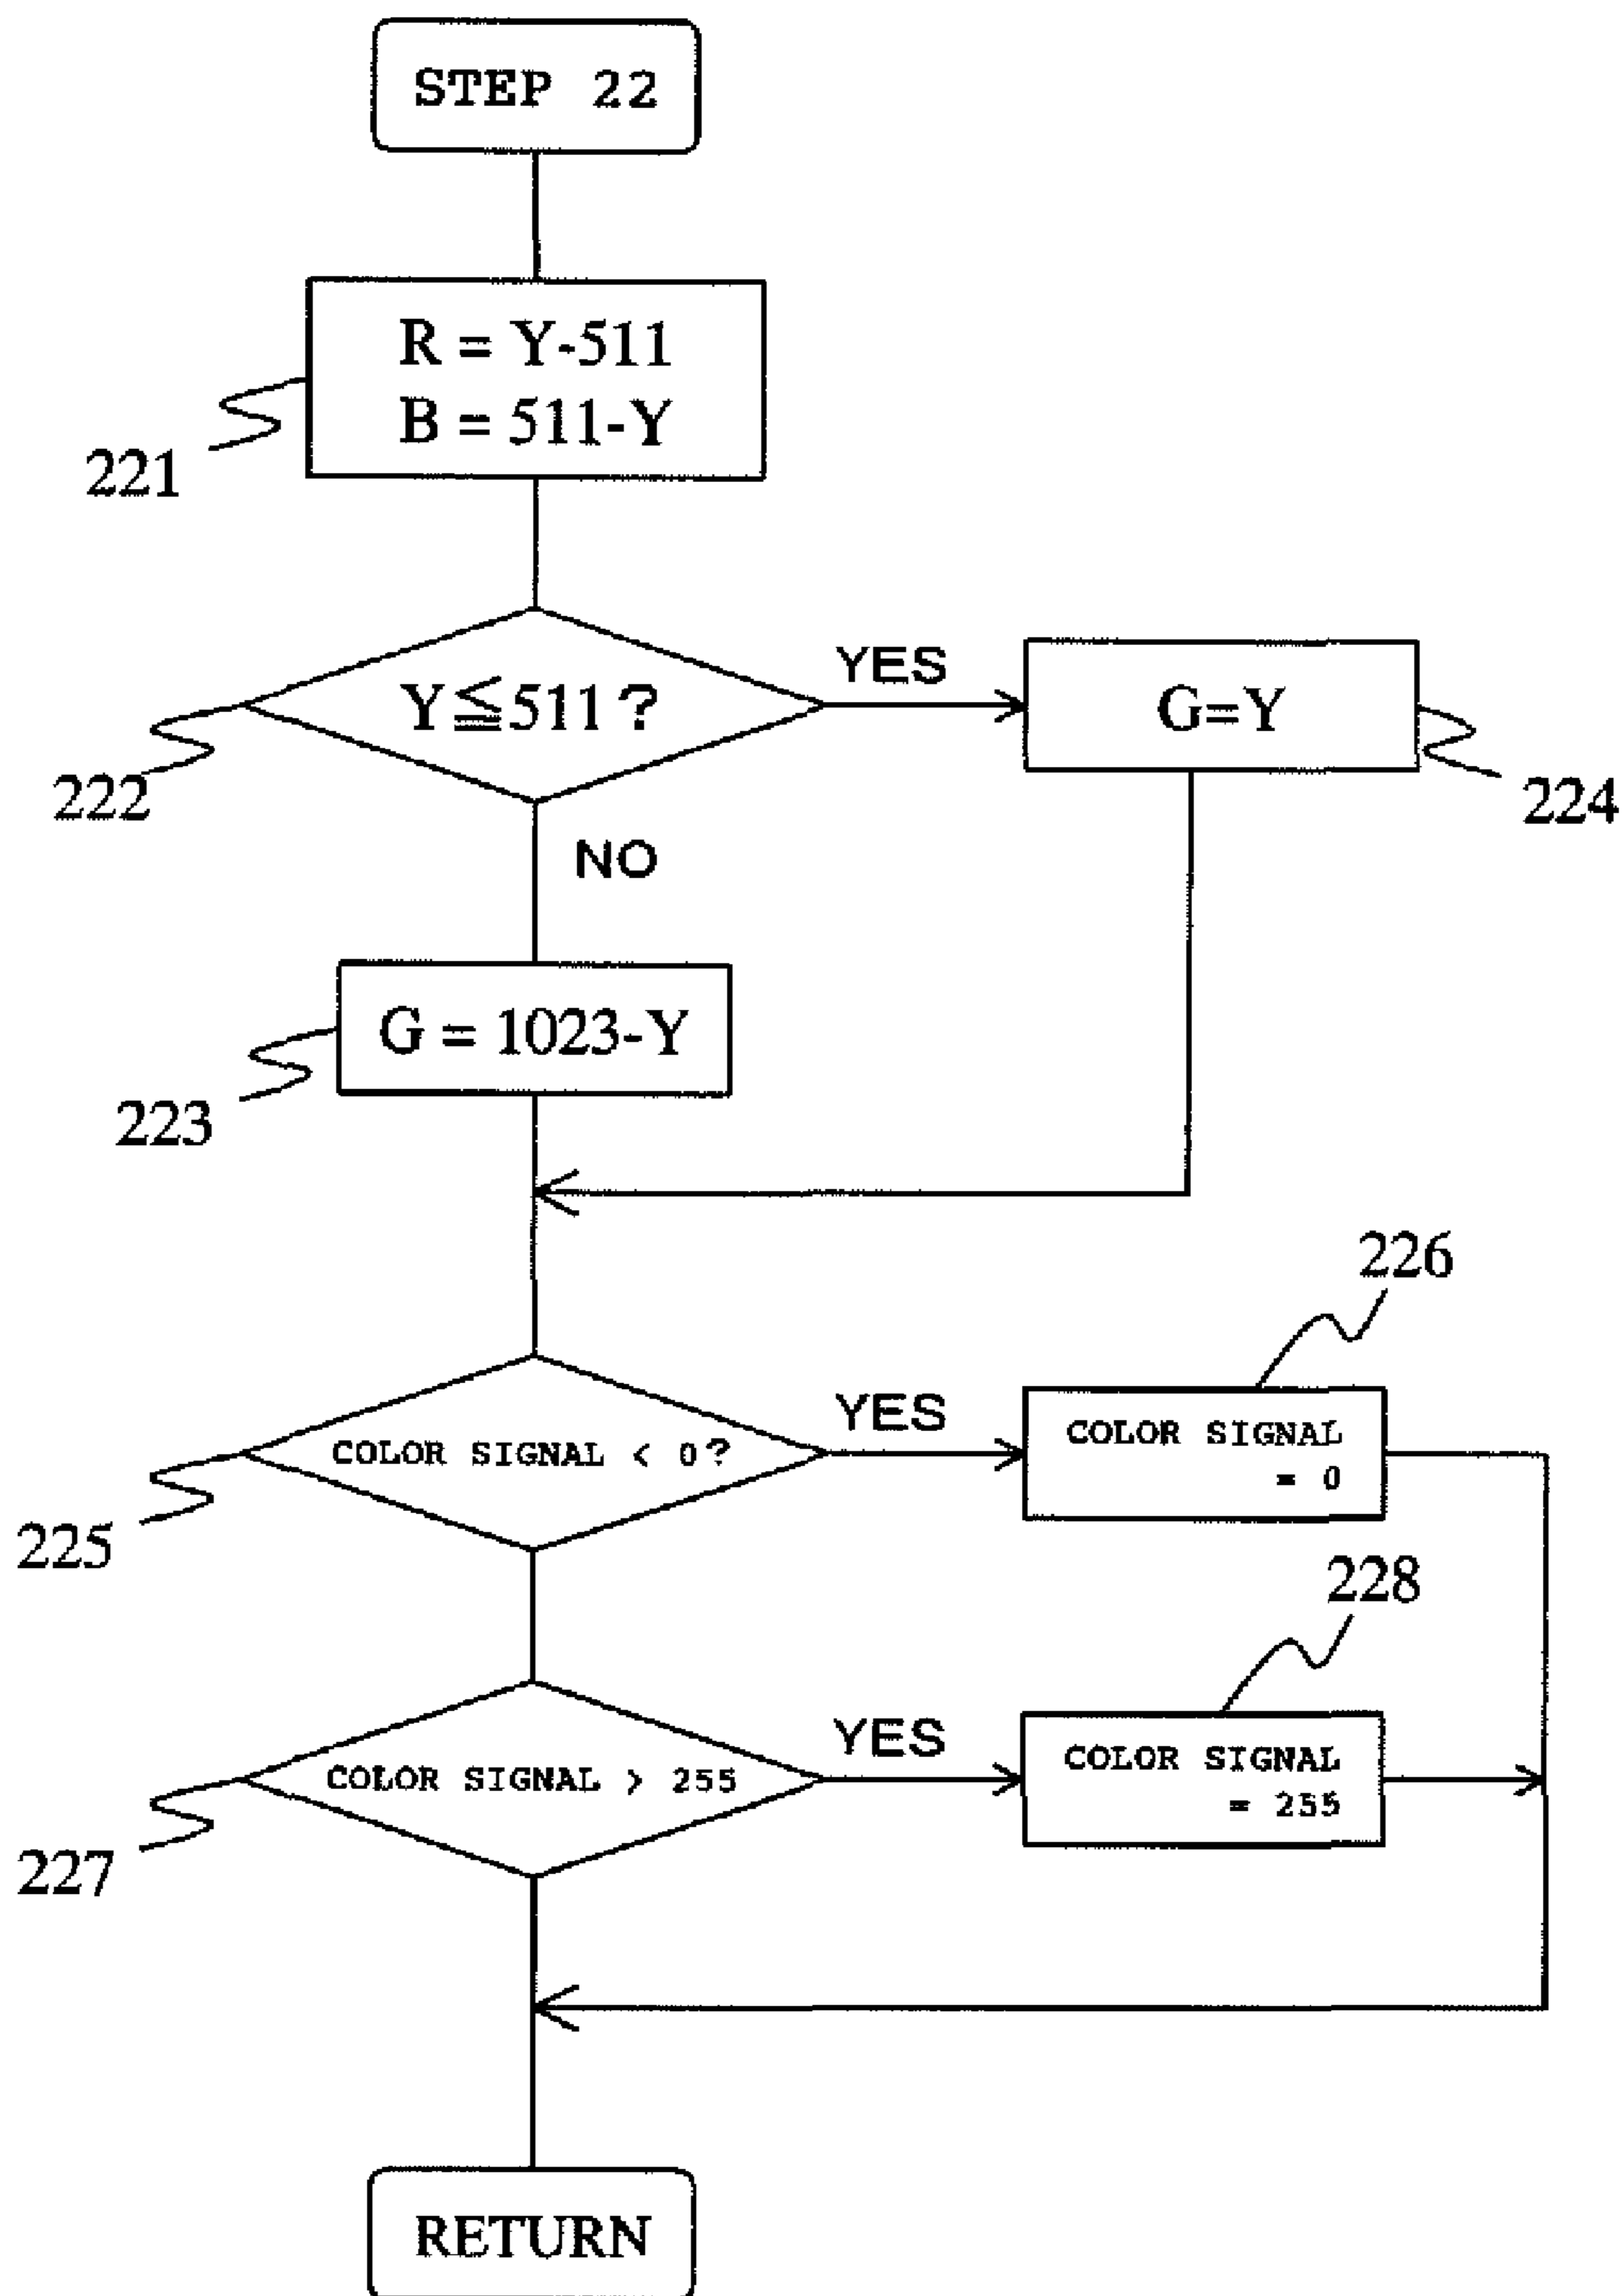 STEP 22
R = Y-511
B = 511-Y
221
Y≦511?
YES
G=Y
222
224
NO
G = 1023-Y
223
226
COLOR SIGNAL < 0?
YES
COLOR SIGNAL
= 0
225
228
COLOR SIGNAL > 255
YES
COLOR SIGNAL
= 255
227
RETURN